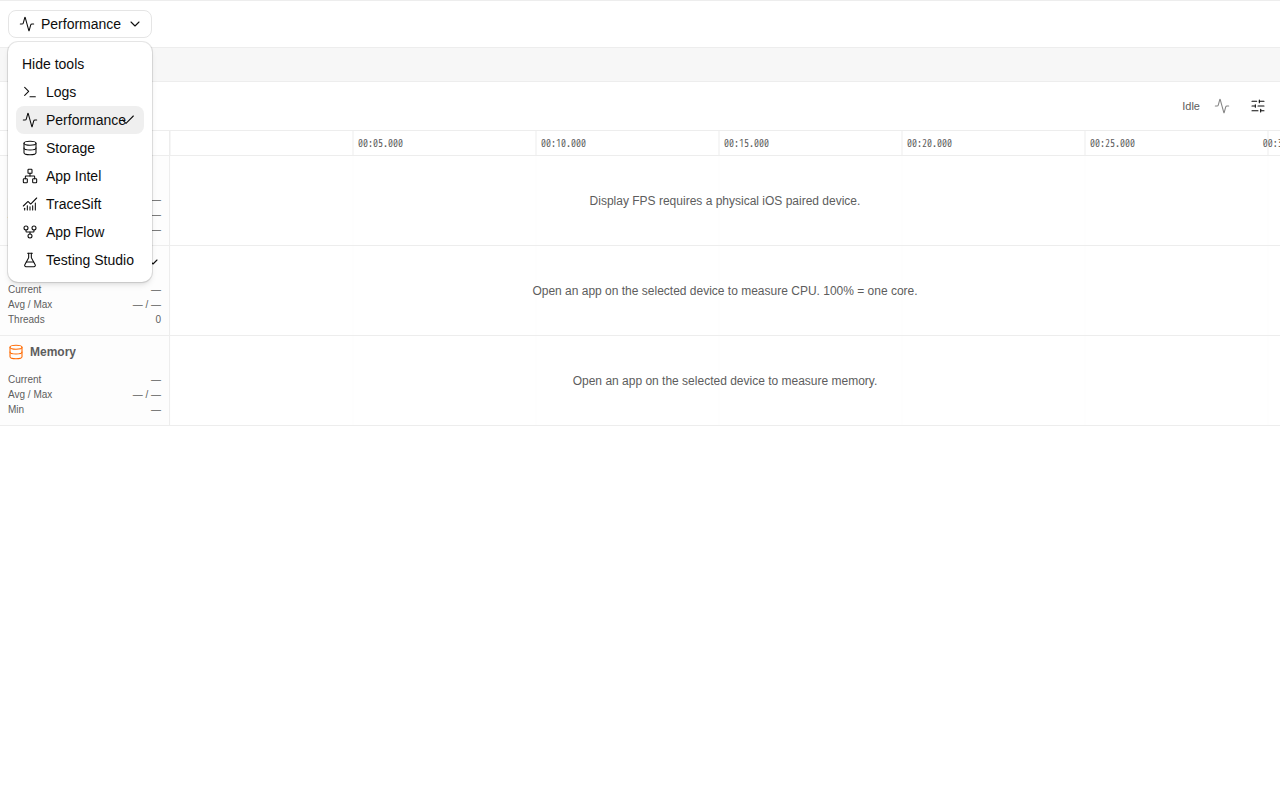 Performance
Hide tools
Logs
Performance
Storage
App Intel
TraceSift
App Flow
Testing Studio
Idle
00:05.000 00:10.000 00:15.000 00:20.000 00:25.000
Display FPS requires a physical iOS paired device.
—
—
—
Open an app on the selected device to measure CPU. 100% = one core.
Current —
Avg / Max — / —
Threads 0
Memory
Open an app on the selected device to measure memory.
Current —
Avg / Max — / —
Min —